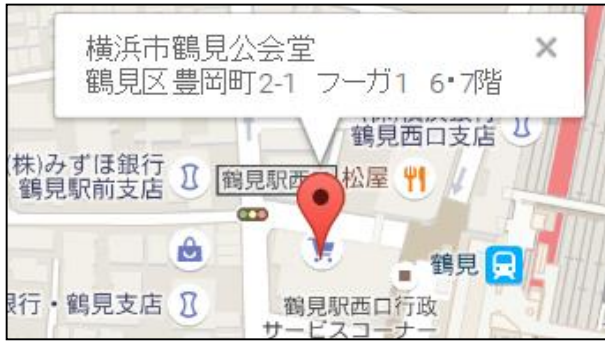 横浜市鶴見公会堂
鶴見区豊岡町2-1 フーガ1 6・7階
鶴見西口支店
(株)みずほ銀行
鶴見駅前支店
鶴見駅西
松屋
鶴見
銀行・鶴見支店
鶴見駅西口行政
サービスコーナー